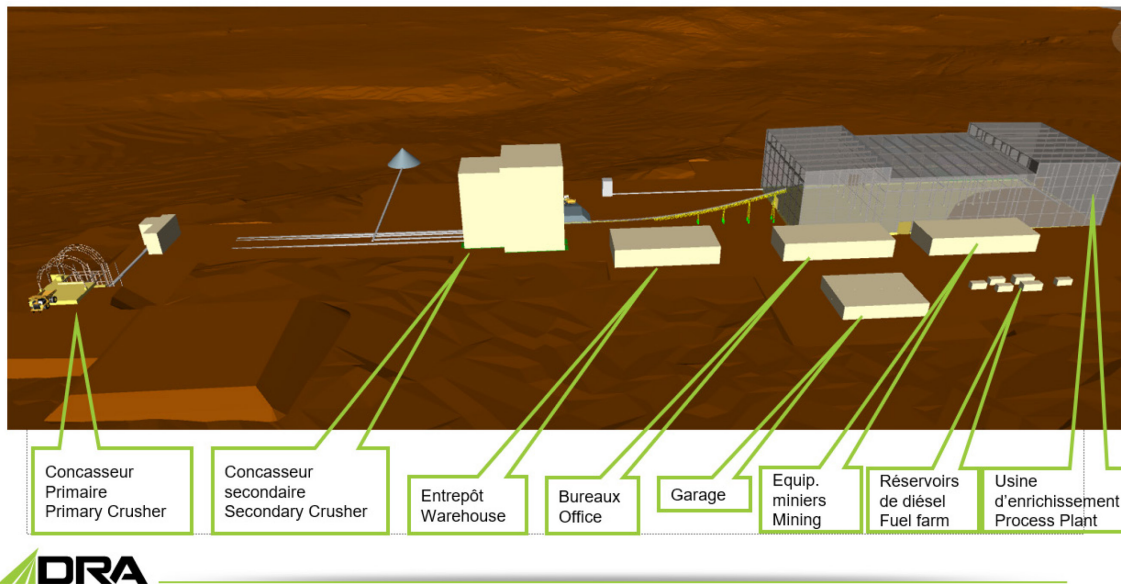 Concasseur
Primaire
Primary Crusher
Concasseur
secondaire
Secondary Crusher
Entrepôt
Warehouse
Bureaux
Office
Garage
Equip.
miniers
Mining
Réservoirs
de diésel
Fuel farm
Usine
d'enrichissement
Process Plant
DRA